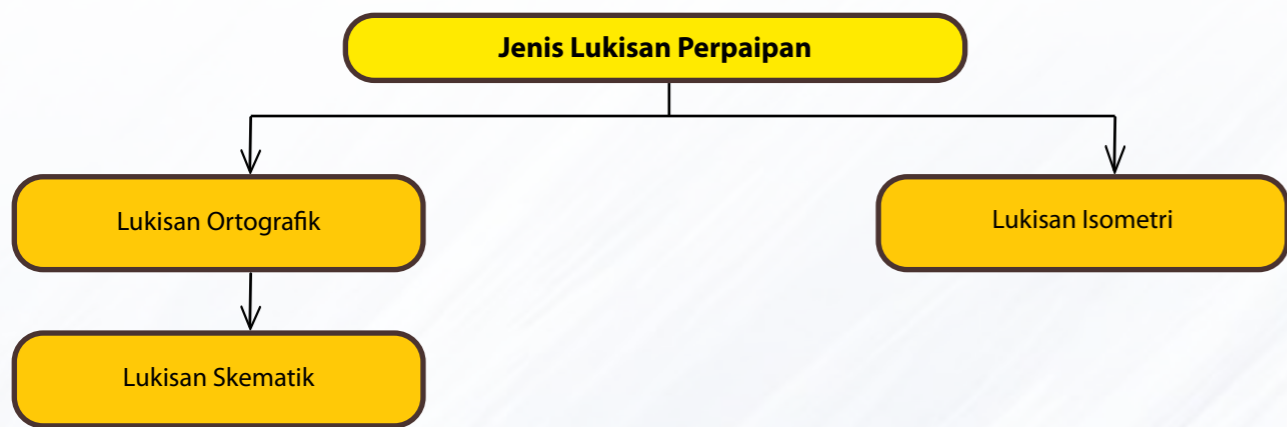 Jenis Lukisan Perpaipan
Lukisan Ortografik
Lukisan Isometri
Lukisan Skematik